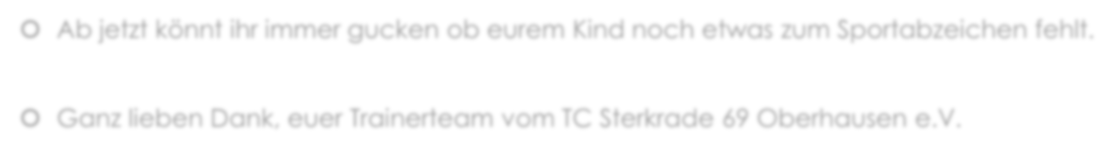 Ab jetzt könnt ihr immer gucken ob eurem Kind noch etwas zum Sportabzeichen fehlt.
Ganz lieben Dank, euer Trainerteam vom TC Sterkrade 69 Oberhausen e.V.